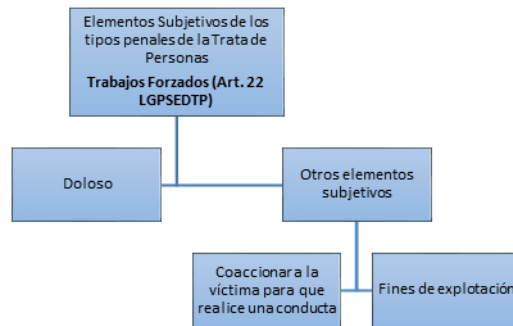 Elementos Subjetivos de los
tipos penales de la Trata de
Personas
Trabajos Forzados (Art. 22
LGPSEDTP)
Doloso
Otros elementos
subjetivos
Coaccionar a la
víctima para que
realice una conducta
Fines de explotación